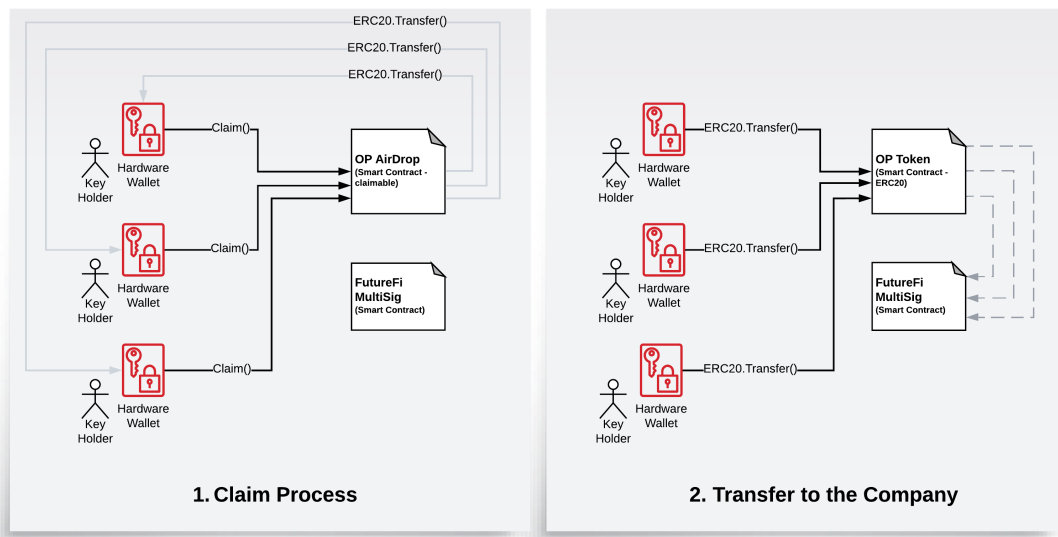 ERC20.Transfer()
ERC20.Transfer()
ERC20.Transfer()
Claim()
Key
Holder
Hardware
Wallet
OP AirDrop
(Smart Contract -
claimable)
Claim()
Key
Holder
Hardware
Wallet
FutureFi
MultiSig
(Smart Contract)
Claim()
Key
Holder
Hardware
Wallet
1. Claim Process
ERC20.Transfer()
Key
Holder
Hardware
Wallet
OP Token
(Smart Contract -
ERC20)
ERC20.Transfer()
Key
Holder
Hardware
Wallet
FutureFi
MultiSig
(Smart Contract)
ERC20.Transfer()
Key
Holder
Hardware
Wallet
2. Transfer to the Company